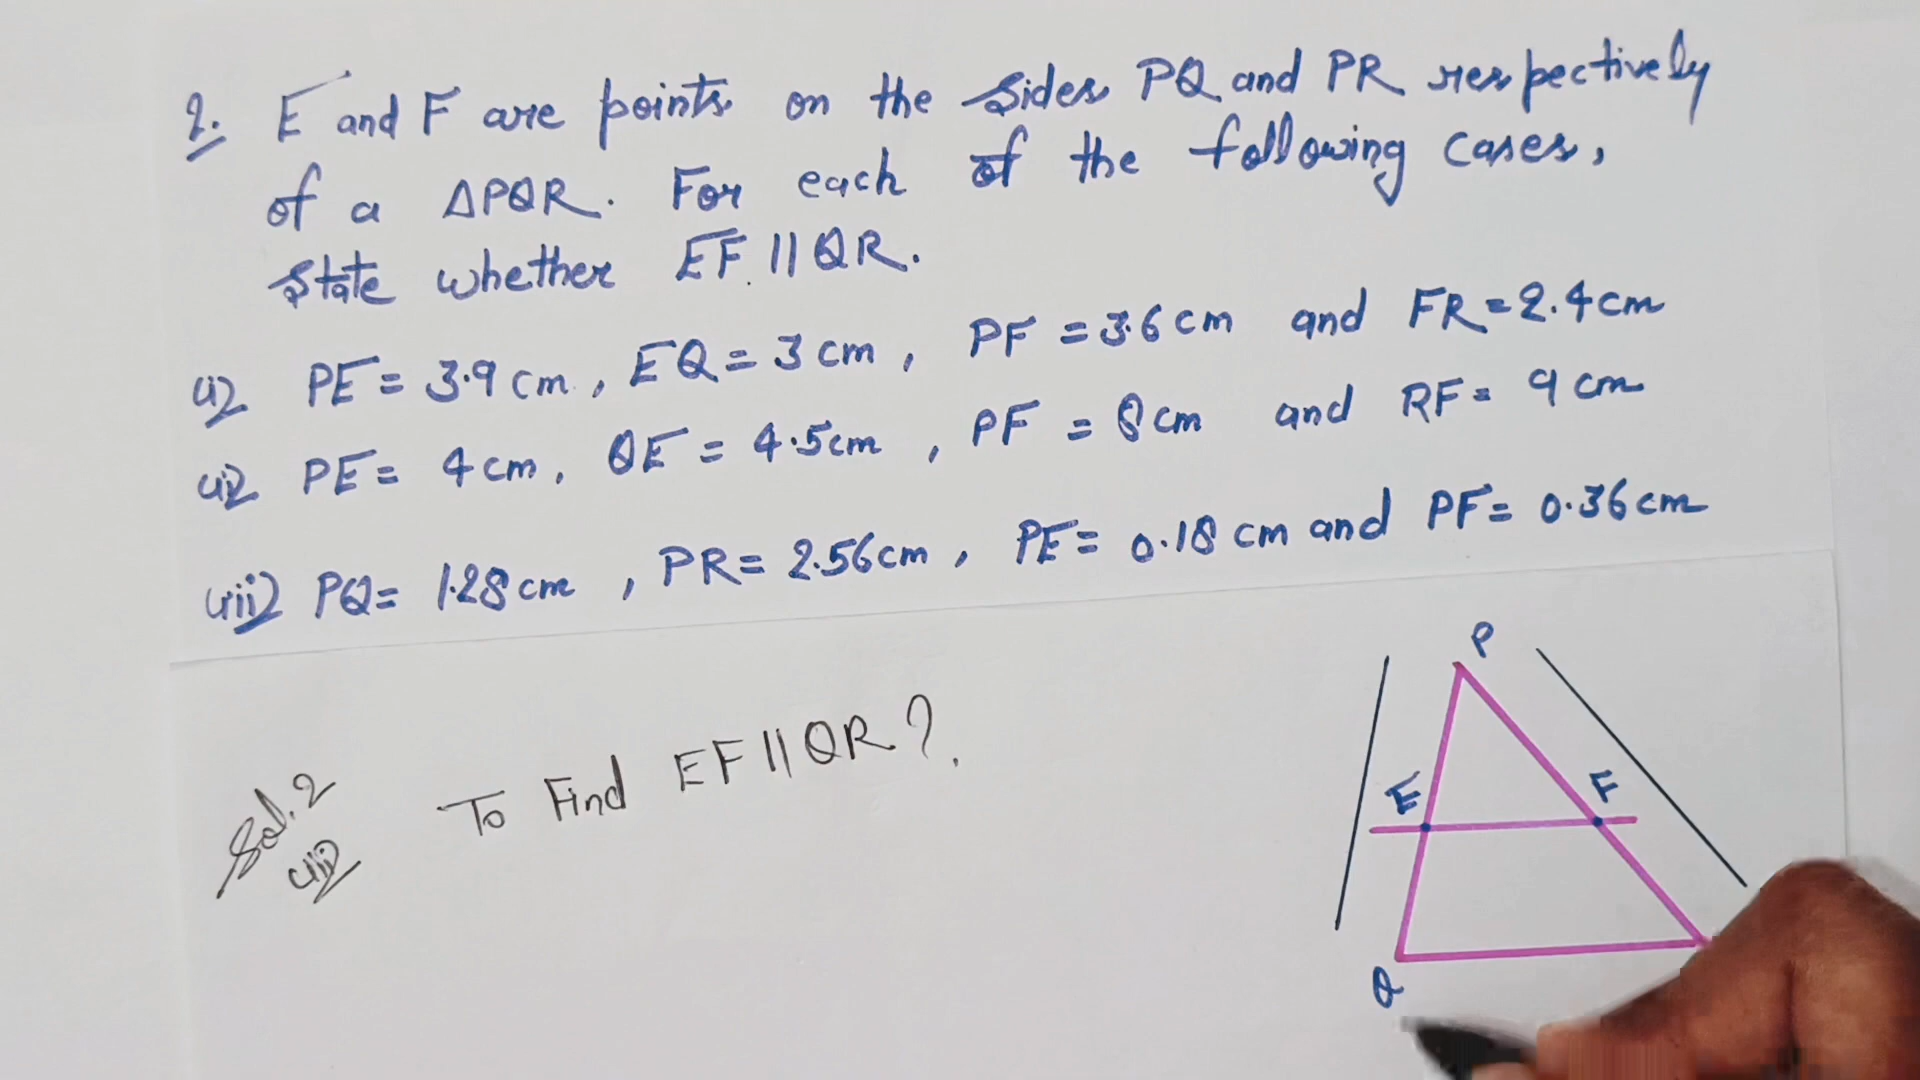 2. E and F are points on the sides PQ and PR respectively
of a ΔPQR. For each of the following cases,
State whether EF || QR.
(i) PE = 3.9 cm, EQ = 3 cm, PF = 3.6 cm and FR = 2.4 cm
(ii) PE = 4 cm, QE = 4.5 cm, PF = 8 cm and RF = 9 cm
(iii) PQ = 1.28 cm, PR = 2.56 cm, PE = 0.18 cm and PF = 0.36 cm
P
Sol. 2
(iii)
To Find EF || QR ?.
E F
Q